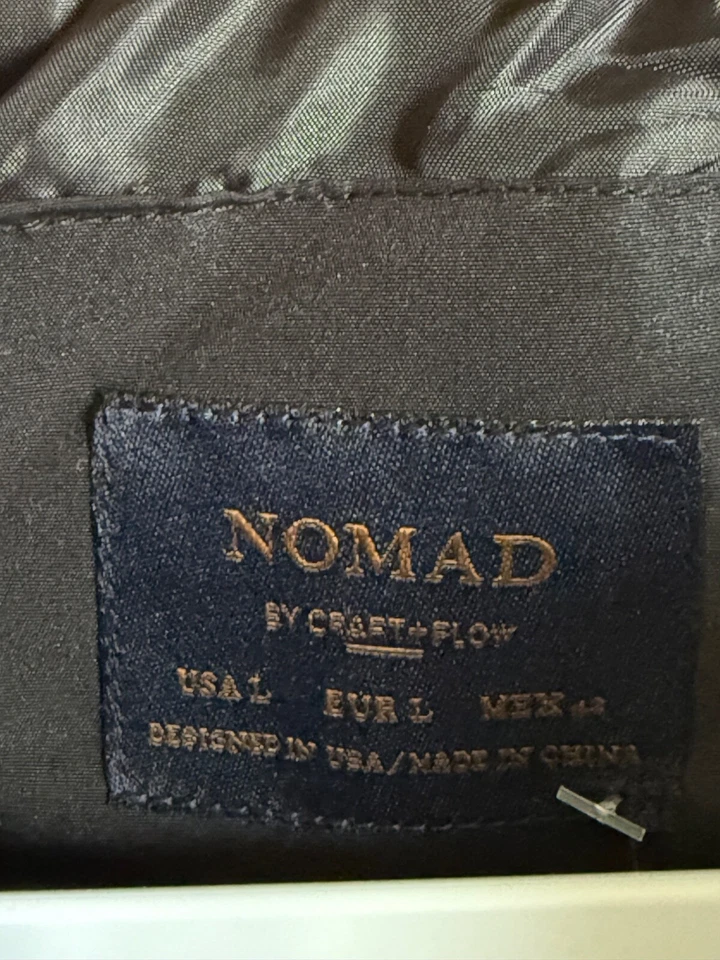 NOMAD
BY CRAFT+FLOW
USA L EUR L MEX
DESIGNED IN USA/MADE IN CHINA